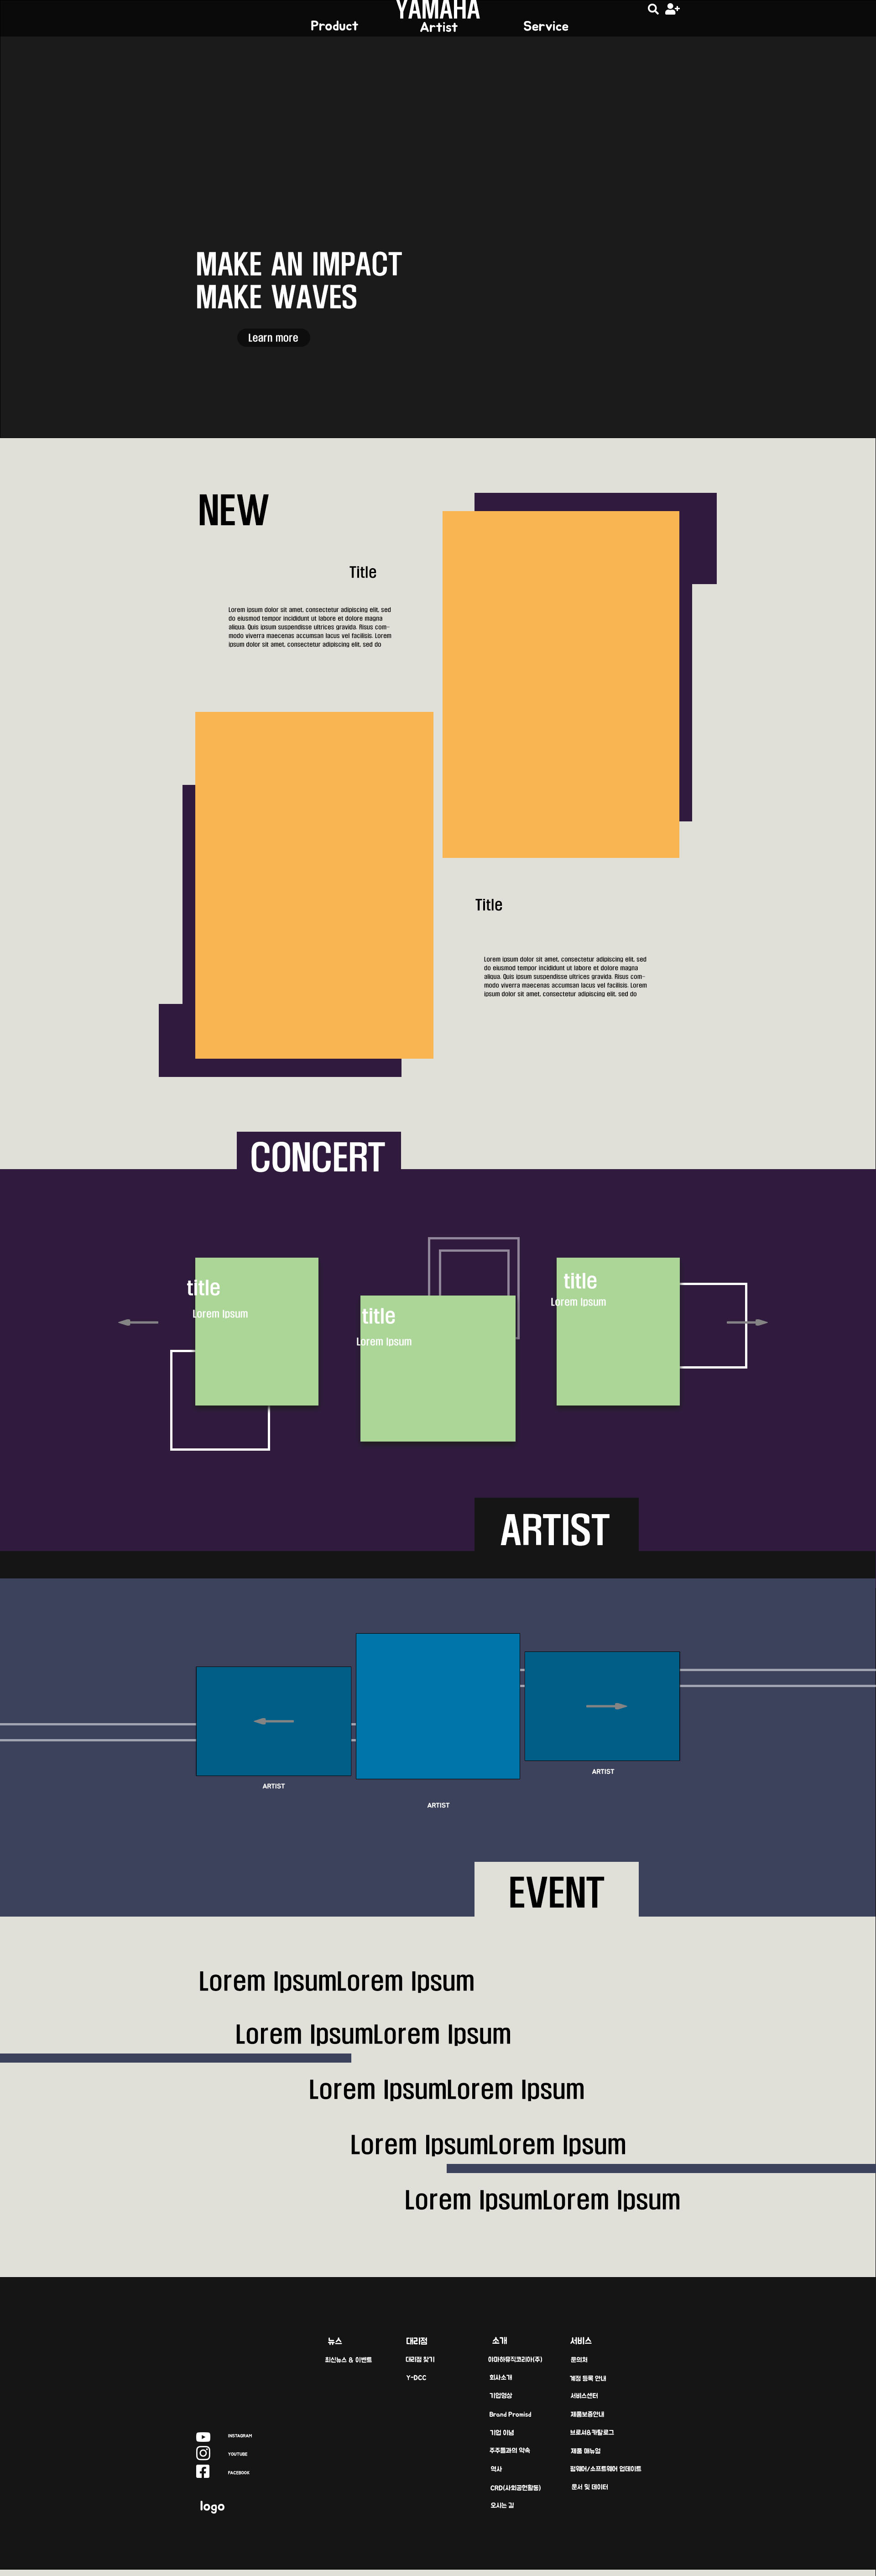 YAMAHA
Product
Artist
Service
MAKE AN IMPACT
MAKE WAVES
Learn more
NEW
Title
Lorem ipsum dolor sit amet, consectetur adipiscing elit, sed
do eiusmod tempor incididunt ut labore et dolore magna
aliqua. Quis ipsum suspendisse ultrices gravida. Risus com-
modo viverra maecenas accumsan lacus vel facilisis. Lorem
ipsum dolor sit amet, consectetur adipiscing elit, sed do
Title
Lorem ipsum dolor sit amet, consectetur adipiscing elit, sed
do eiusmod tempor incididunt ut labore et dolore magna
aliqua. Quis ipsum suspendisse ultrices gravida. Risus com-
modo viverra maecenas accumsan lacus vel facilisis. Lorem
ipsum dolor sit amet, consectetur adipiscing elit, sed do
CONCERT
title
Lorem Ipsum
title
Lorem Ipsum
title
Lorem Ipsum
ARTIST
ARTIST
ARTIST
ARTIST
EVENT
Lorem IpsumLorem Ipsum
Lorem IpsumLorem Ipsum
Lorem IpsumLorem Ipsum
Lorem IpsumLorem Ipsum
Lorem IpsumLorem Ipsum
뉴스
최신뉴스 & 이벤트
대리점
대리점 찾기
Y-DCC
소개
야마하뮤직코리아(주)
회사소개
기업영상
Brand Promisd
기업 이념
주주들과의 약속
역사
CRD(사회공헌활동)
오시는 길
서비스
문의처
계정 등록 안내
서비스센터
제품보증안내
브로셔&카탈로그
제품 매뉴얼
펌웨어/소프트웨어 업데이트
문서 및 데이터
INSTAGRAM
YOUTUBE
FACEBOOK
logo